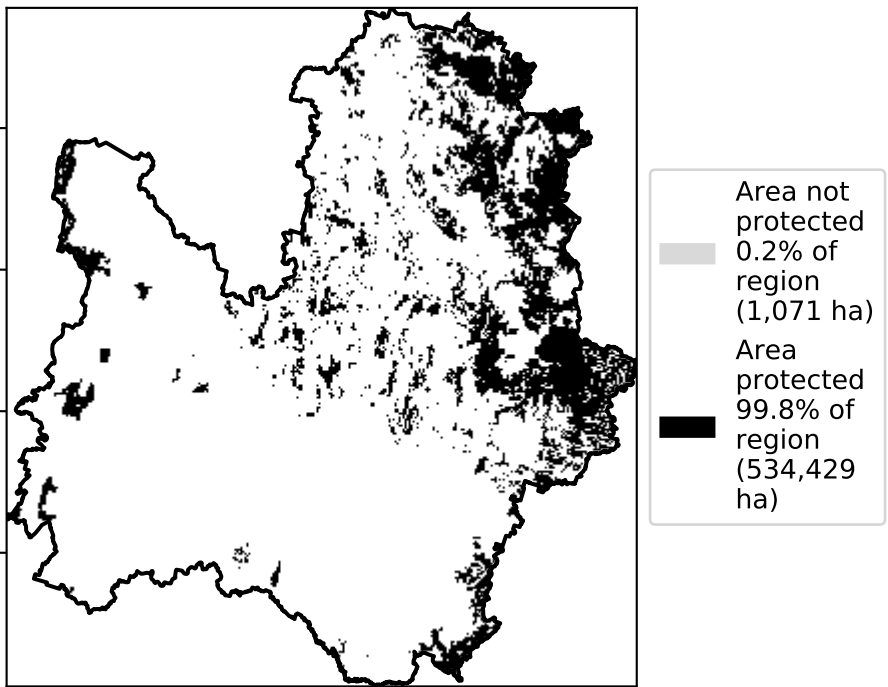 Area not
protected
0.2% of
region
(1,071 ha)
Area
protected
99.8% of
region
(534,429
ha)